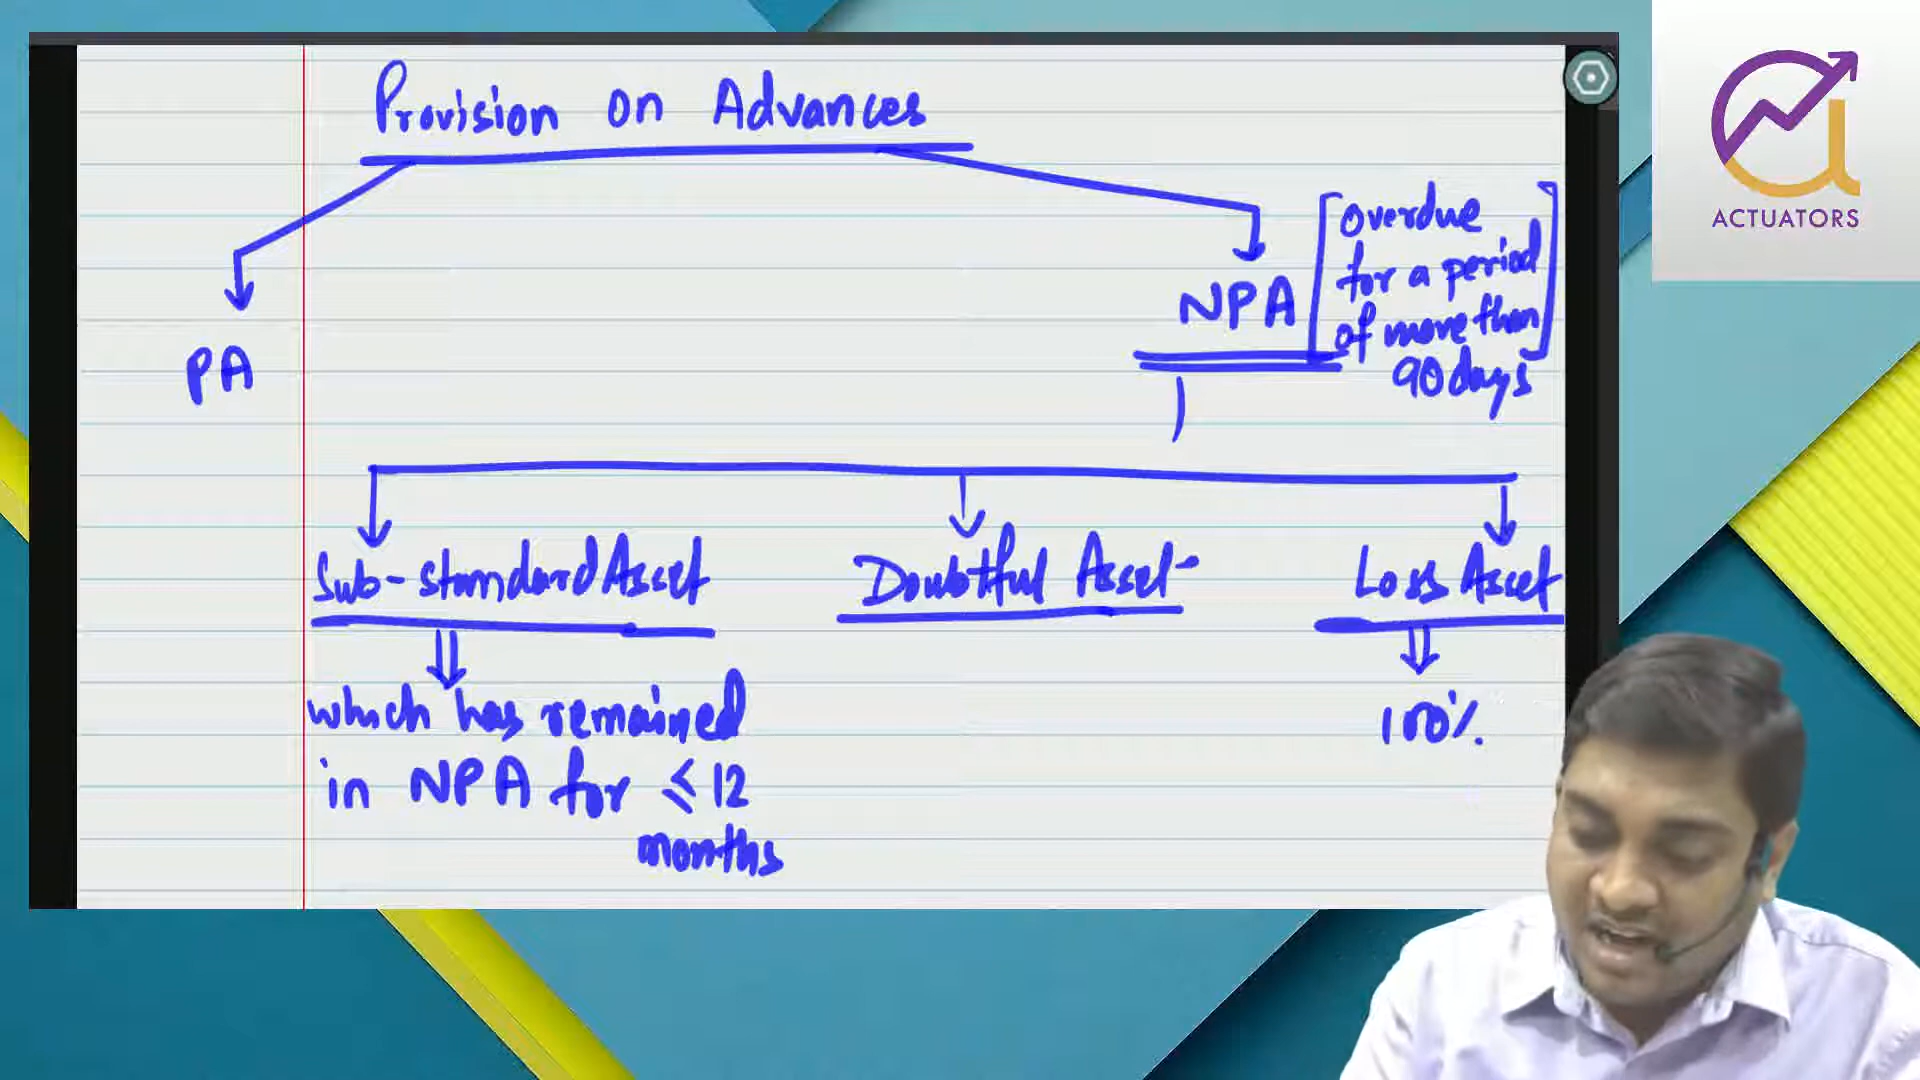 Provision on Advances
ACTUATORS
PA
NPA
[overdue
for a period
of more than
90 days]
Sub-standard Asset
Doubtful Asset
Loss Asset
which has remained
in NPA for ≤ 12
months
100%